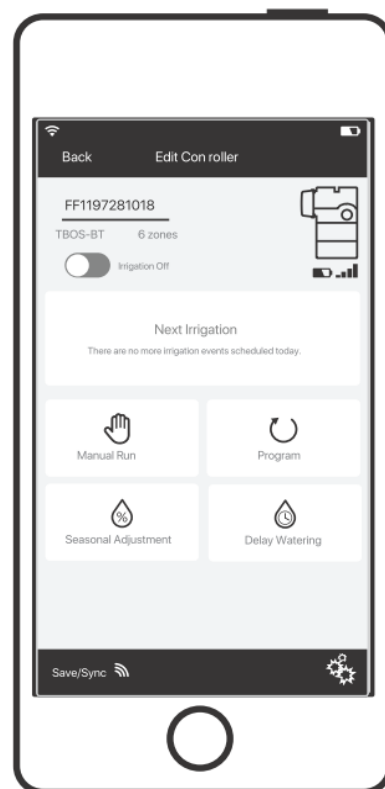 Back Edit Con roller
FF1197281018
TBOS-BT 6 zones
Irrigation Off
Next Irrigation
There are no more irrigation events scheduled today.
Manual Run Program
%
Seasonal Adjustment Delay Watering
Save/Sync